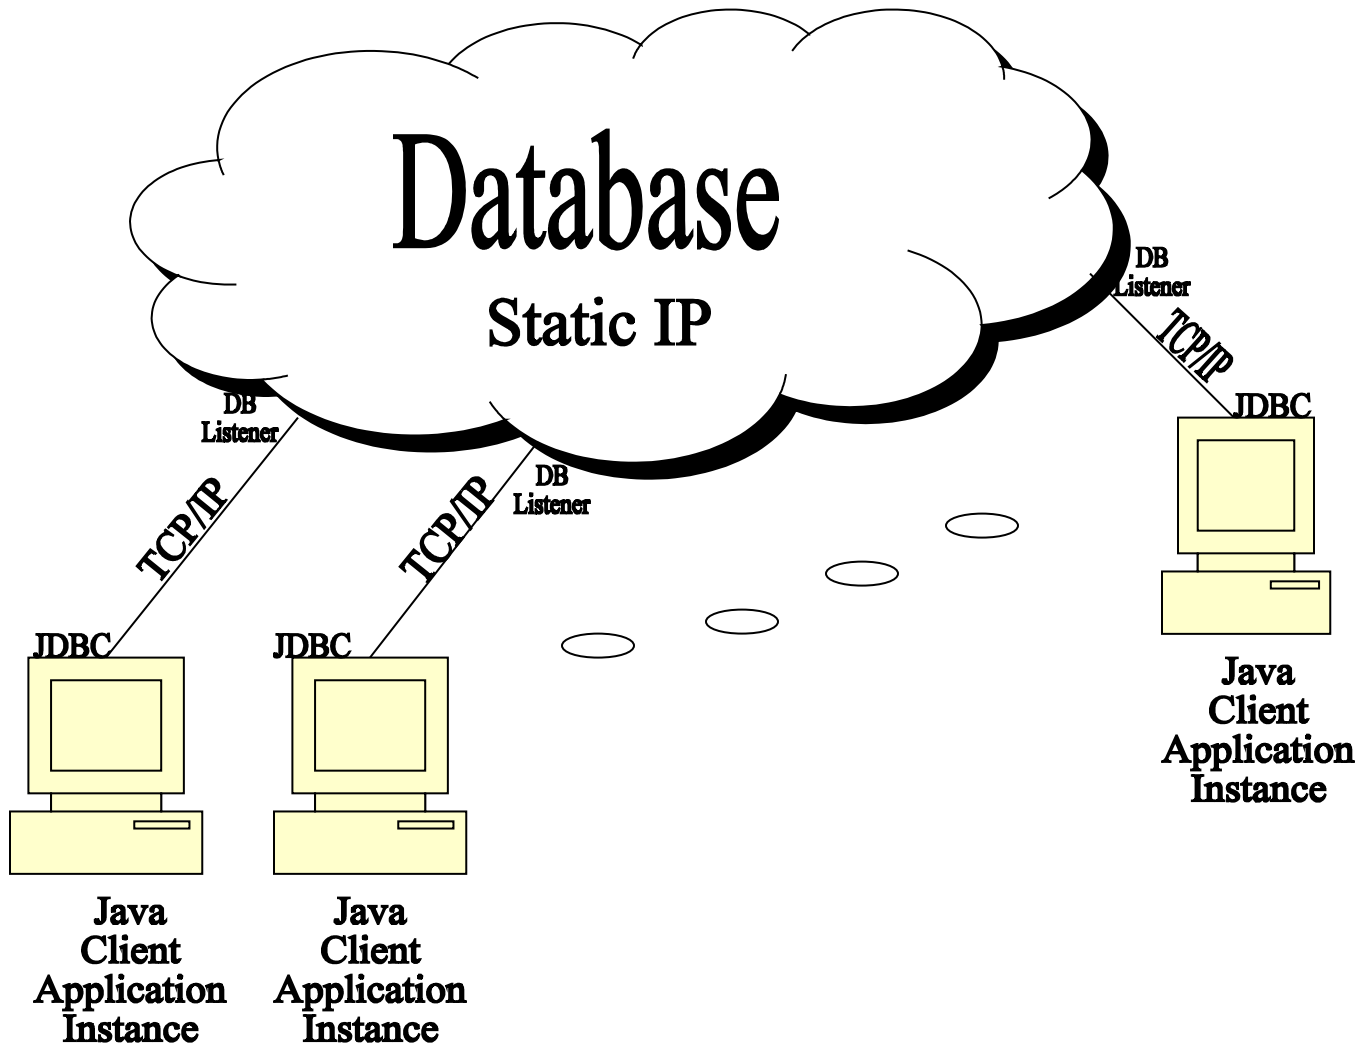 Database
Static IP
DB
Listener
TCP/IP
JDBC
DB
Listener
TCP/IP
DB
Listener
TCP/IP
JDBC
JDBC
Java
Client
Application
Instance
Java
Client
Application
Instance
Java
Client
Application
Instance